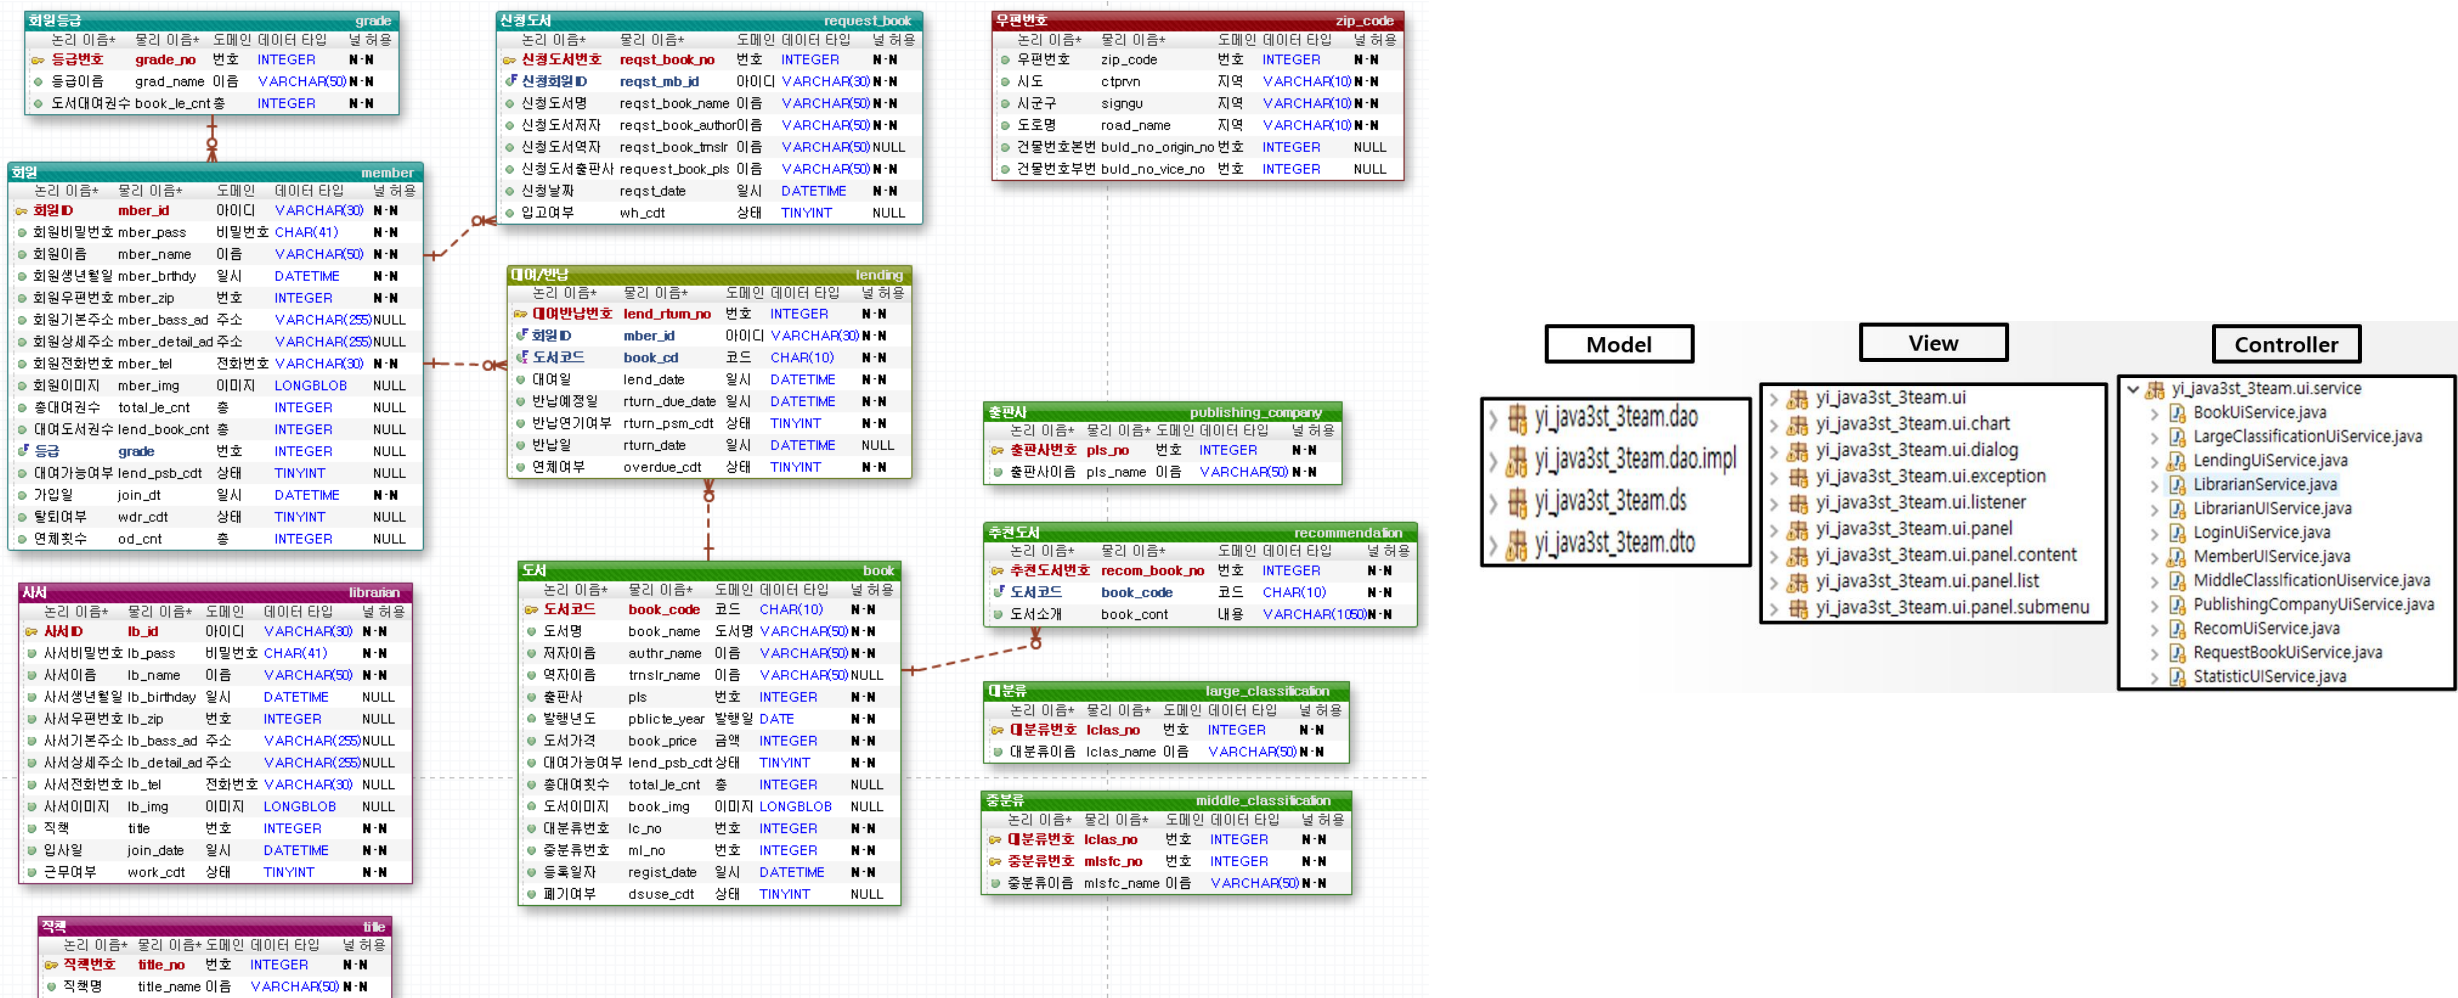 회원등급 grade
논리 이름* 물리 이름* 도메인 데이터 타입 널 허용
등급번호 grade_no 번호 INTEGER N-N
등급이름 grad_name 이름 VARCHAR(50) N-N
도서대여권수 book_le_cnt 총 INTEGER N-N
회원 member
논리 이름* 물리 이름* 도메인 데이터 타입 널 허용
회원ID mber_id 아이디 VARCHAR(30) N-N
회원비밀번호 mber_pass 비밀번호 CHAR(41) N-N
회원이름 mber_name 이름 VARCHAR(50) N-N
회원생년월일 mber_brthdy 일시 DATETIME N-N
회원우편번호 mber_zip 번호 INTEGER N-N
회원기본주소 mber_bass_ad 주소 VARCHAR(255) NULL
회원상세주소 mber_detail_ad 주소 VARCHAR(255) NULL
회원전화번호 mber_tel 전화번호 VARCHAR(30) N-N
회원이미지 mber_img 이미지 LONGBLOB NULL
총대여권수 total_le_cnt 총 INTEGER NULL
대여도서권수 lend_book_cnt 총 INTEGER NULL
등급 grade 번호 INTEGER NULL
대여가능여부 lend_psb_cdt 상태 TINYINT NULL
가입일 join_dt 일시 DATETIME N-N
탈퇴여부 wdr_cdt 상태 TINYINT NULL
연체횟수 od_cnt 총 INTEGER NULL
사서 librarian
논리 이름* 물리 이름* 도메인 데이터 타입 널 허용
사서ID lb_id 아이디 VARCHAR(30) N-N
사서비밀번호 lb_pass 비밀번호 CHAR(41) N-N
사서이름 lb_name 이름 VARCHAR(50) N-N
사서생년월일 lb_birthday 일시 DATETIME NULL
사서우편번호 lb_zip 번호 INTEGER NULL
사서기본주소 lb_bass_ad 주소 VARCHAR(255) NULL
사서상세주소 lb_detail_ad 주소 VARCHAR(255) NULL
사서전화번호 lb_tel 전화번호 VARCHAR(30) NULL
사서이미지 lb_img 이미지 LONGBLOB NULL
직책 title 번호 INTEGER N-N
입사일 join_date 일시 DATETIME N-N
근무여부 work_cdt 상태 TINYINT N-N
직책 title
논리 이름* 물리 이름* 도메인 데이터 타입 널 허용
직책번호 title_no 번호 INTEGER N-N
직책명 title_name 이름 VARCHAR(50) N-N
신청도서 request_book
논리 이름* 물리 이름* 도메인 데이터 타입 널 허용
신청도서번호 reqst_book_no 번호 INTEGER N-N
신청회원ID reqst_mb_id 아이디 VARCHAR(30) N-N
신청도서명 reqst_book_name 이름 VARCHAR(50) N-N
신청도서저자 reqst_book_author 이름 VARCHAR(50) N-N
신청도서역자 reqst_book_trnslr 이름 VARCHAR(50) NULL
신청도서출판사 request_book_pls 이름 VARCHAR(50) N-N
신청날짜 reqst_date 일시 DATETIME N-N
입고여부 wh_cdt 상태 TINYINT NULL
대여/반납 lending
논리 이름* 물리 이름* 도메인 데이터 타입 널 허용
대여반납번호 lend_rturn_no 번호 INTEGER N-N
회원ID mber_id 아이디 VARCHAR(30) N-N
도서코드 book_cd 코드 CHAR(10) N-N
대여일 lend_date 일시 DATETIME N-N
반납예정일 rturn_due_date 일시 DATETIME N-N
반납연기여부 rturn_psm_cdt 상태 TINYINT N-N
반납일 rturn_date 일시 DATETIME NULL
연체여부 overdue_cdt 상태 TINYINT N-N
도서 book
논리 이름* 물리 이름* 도메인 데이터 타입 널 허용
도서코드 book_code 코드 CHAR(10) N-N
도서명 book_name 도서명 VARCHAR(50) N-N
저자이름 authr_name 이름 VARCHAR(50) N-N
역자이름 trnslr_name 이름 VARCHAR(50) NULL
출판사 pls 번호 INTEGER N-N
발행년도 pblicte_year 발행일 DATE N-N
도서가격 book_price 금액 INTEGER N-N
대여가능여부 lend_psb_cdt 상태 TINYINT N-N
총대여횟수 total_le_cnt 총 INTEGER NULL
도서이미지 book_img 이미지 LONGBLOB NULL
대분류번호 lc_no 번호 INTEGER N-N
중분류번호 ml_no 번호 INTEGER N-N
등록일자 regist_date 일시 DATETIME N-N
폐기여부 dsuse_cdt 상태 TINYINT NULL
우편번호 zip_code
논리 이름* 물리 이름* 도메인 데이터 타입 널 허용
우편번호 zip_code 번호 INTEGER N-N
시도 ctprvn 지역 VARCHAR(10) N-N
시군구 signgu 지역 VARCHAR(10) N-N
도로명 road_name 지역 VARCHAR(10) N-N
건물번호본번 buld_no_origin_no 번호 INTEGER NULL
건물번호부번 buld_no_vice_no 번호 INTEGER NULL
출판사 publishing_company
논리 이름* 물리 이름* 도메인 데이터 타입 널 허용
출판사번호 pls_no 번호 INTEGER N-N
출판사이름 pls_name 이름 VARCHAR(50) N-N
추천도서 recommendation
논리 이름* 물리 이름* 도메인 데이터 타입 널 허용
추천도서번호 recom_book_no 번호 INTEGER N-N
도서코드 book_code 코드 CHAR(10) N-N
도서소개 book_cont 내용 VARCHAR(1050) N-N
대분류 large_classification
논리 이름* 물리 이름* 도메인 데이터 타입 널 허용
대분류번호 lclas_no 번호 INTEGER N-N
대분류이름 lclas_name 이름 VARCHAR(50) N-N
중분류 middle_classification
논리 이름* 물리 이름* 도메인 데이터 타입 널 허용
대분류번호 lclas_no 번호 INTEGER N-N
중분류번호 mlsfc_no 번호 INTEGER N-N
중분류이름 mlsfc_name 이름 VARCHAR(50) N-N
Model
yi_java3st_3team.dao
yi_java3st_3team.dao.impl
yi_java3st_3team.ds
yi_java3st_3team.dto
View
yi_java3st_3team.ui
yi_java3st_3team.ui.chart
yi_java3st_3team.ui.dialog
yi_java3st_3team.ui.exception
yi_java3st_3team.ui.listener
yi_java3st_3team.ui.panel
yi_java3st_3team.ui.panel.content
yi_java3st_3team.ui.panel.list
yi_java3st_3team.ui.panel.submenu
Controller
yi_java3st_3team.ui.service
BookUiService.java
LargeClassificationUiService.java
LendingUiService.java
LibrarianService.java
LibrarianUIService.java
LoginUiService.java
MemberUIService.java
MiddleClassificationUiservice.java
PublishingCompanyUiService.java
RecomUiService.java
RequestBookUiService.java
StatisticUIService.java